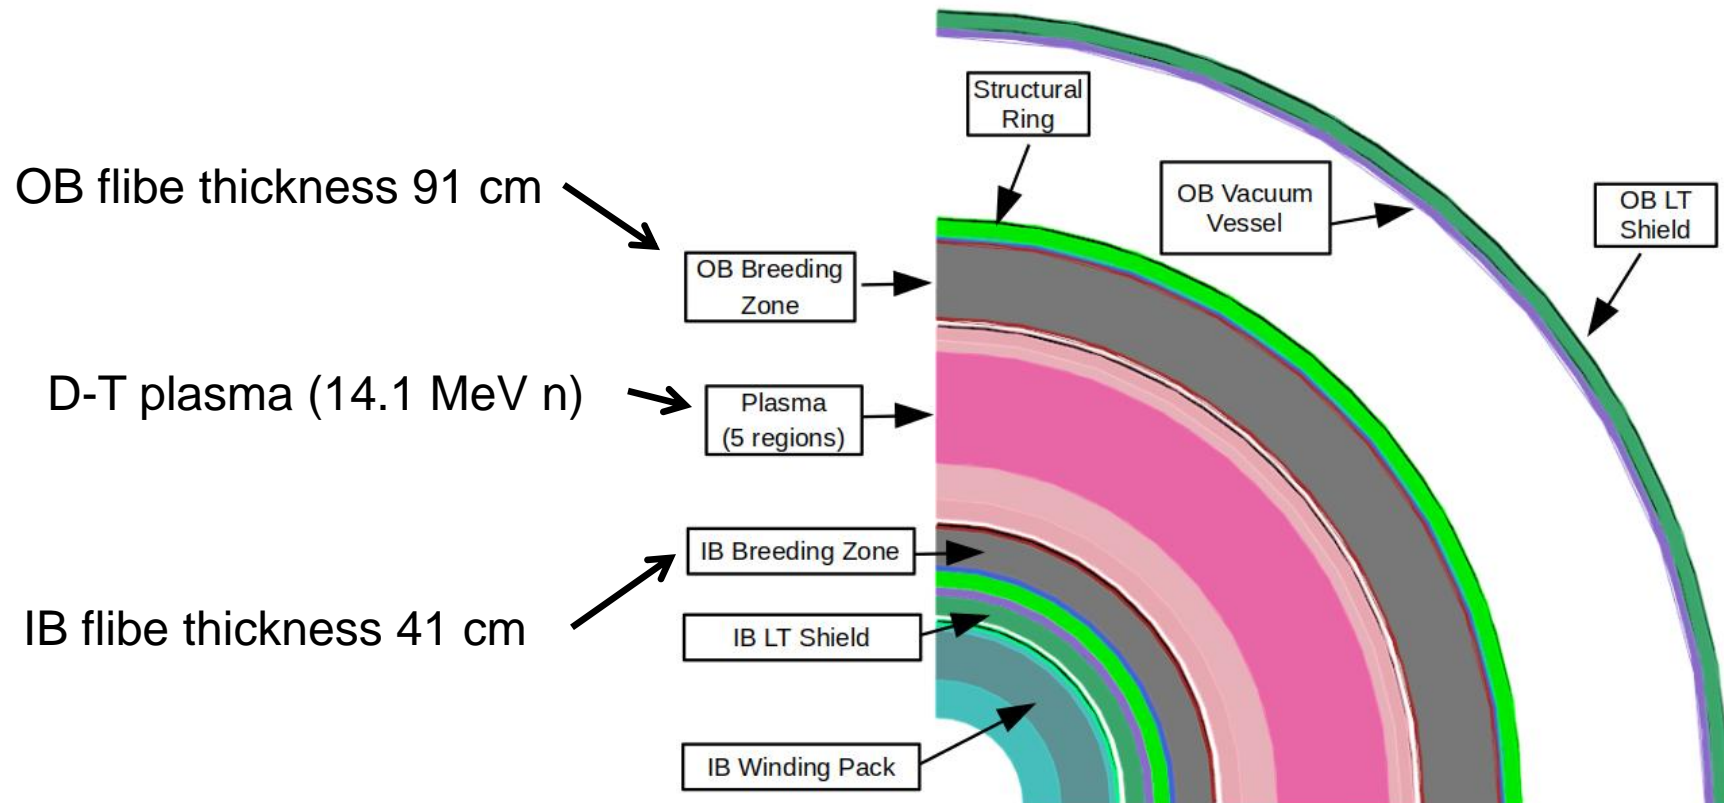 Structural
Ring
OB flibe thickness 91 cm
OB Vacuum
Vessel
OB LT
Shield
OB Breeding
Zone
D-T plasma (14.1 MeV n)
Plasma
(5 regions)
IB Breeding Zone
IB flibe thickness 41 cm
IB LT Shield
IB Winding Pack